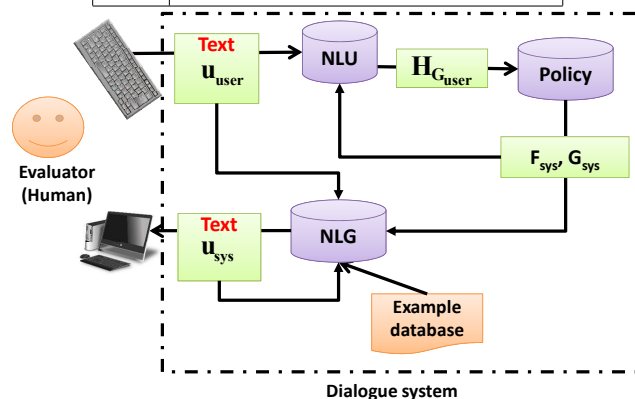 Text
u_user
NLU
H_G_user
Policy
F_sys, G_sys
Evaluator
(Human)
Text
u_sys
NLG
Example
database
Dialogue system